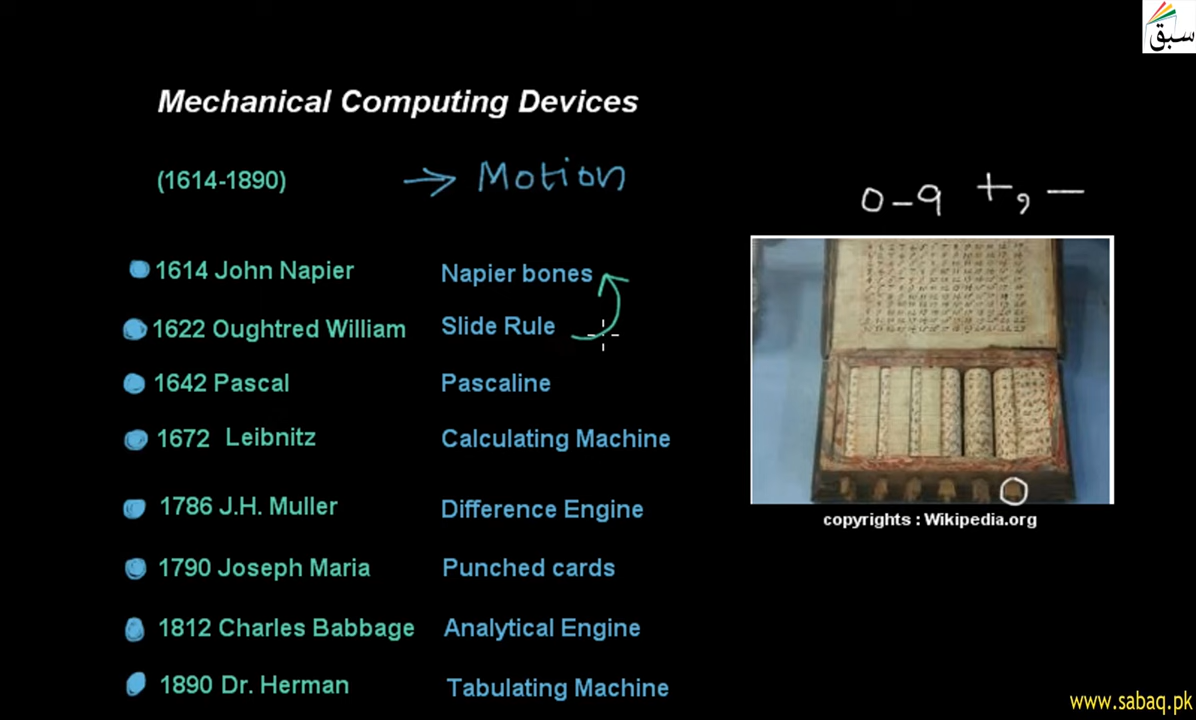 سبق
Mechanical Computing Devices
(1614-1890) → Motion
0-9 +, -
1614 John Napier Napier bones
1622 Oughtred William Slide Rule
1642 Pascal Pascaline
1672 Leibnitz Calculating Machine
1786 J.H. Muller Difference Engine
copyrights : Wikipedia.org
1790 Joseph Maria Punched cards
1812 Charles Babbage Analytical Engine
1890 Dr. Herman Tabulating Machine
www.sabaq.pk